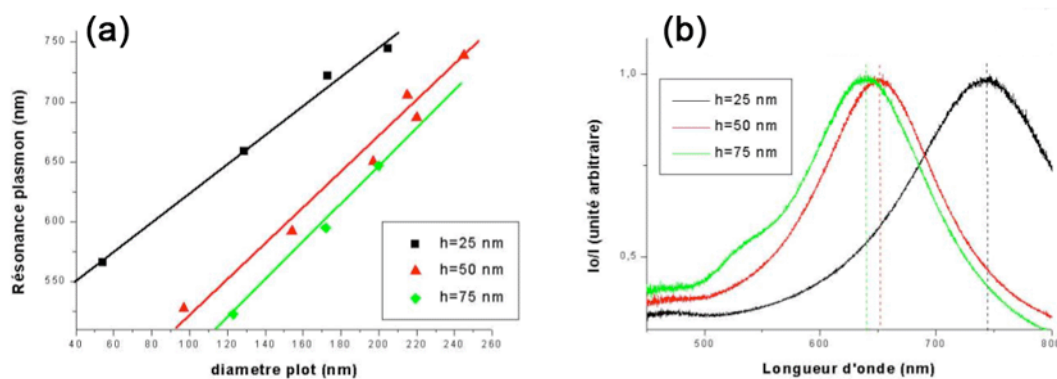 (a)
Résonance plasmon (nm)
750
700
650
600
550
40 60 80 100 120 140 160 180 200 220 240 260
diametre plot (nm)
h=25 nm
h=50 nm
h=75 nm
(b)
Io/I (unité arbitraire)
1,0
0,5
h=25 nm
h=50 nm
h=75 nm
500 600 700 800
Longueur d'onde (nm)